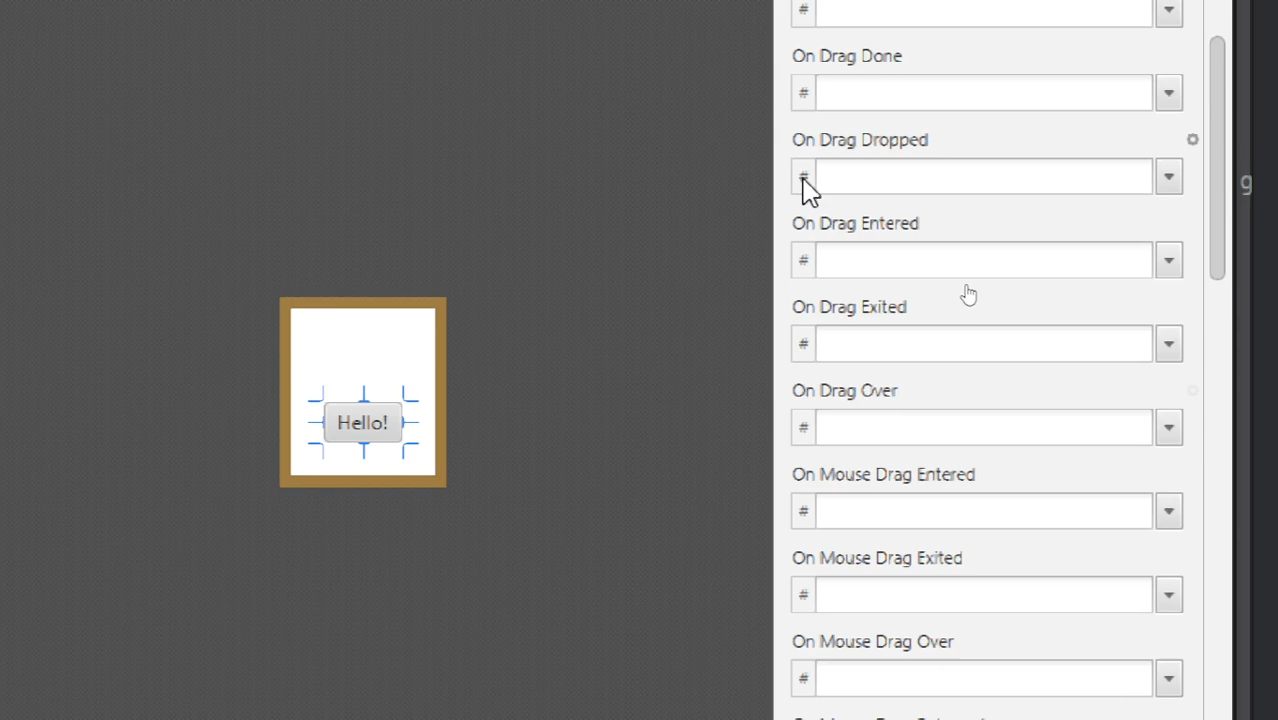 #
On Drag Done
#
On Drag Dropped
#
g
On Drag Entered
#
On Drag Exited
#
On Drag Over
Hello!
#
On Mouse Drag Entered
#
On Mouse Drag Exited
#
On Mouse Drag Over
#